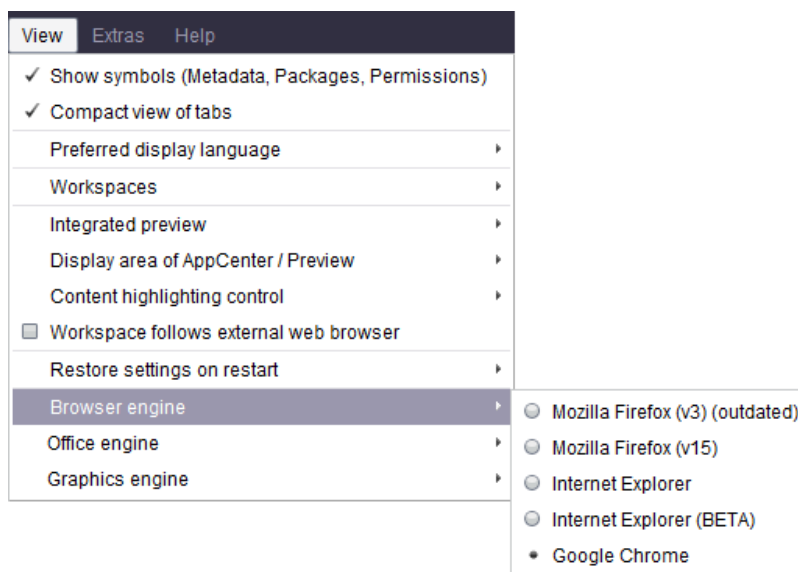 View Extras Help
Show symbols (Metadata, Packages, Permissions)
Compact view of tabs
Preferred display language
Workspaces
Integrated preview
Display area of AppCenter / Preview
Content highlighting control
Workspace follows external web browser
Restore settings on restart
Browser engine
Office engine
Graphics engine
Mozilla Firefox (v3) (outdated)
Mozilla Firefox (v15)
Internet Explorer
Internet Explorer (BETA)
Google Chrome